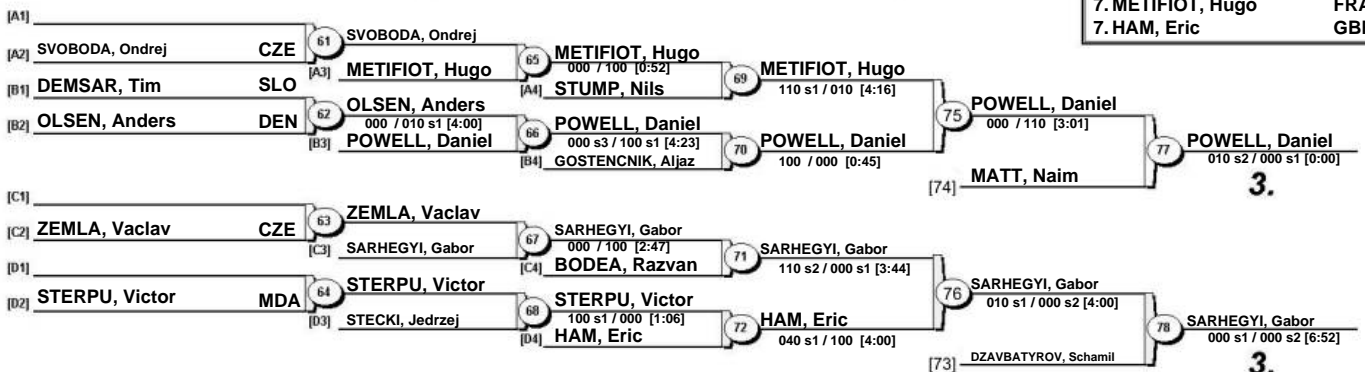 7. METIFIOT, Hugo FRA
7. HAM, Eric GB
[A1]
[A2] SVOBODA, Ondrej CZE
[B1] DEMSAR, Tim SLO
[B2] OLSEN, Anders DEN
61 SVOBODA, Ondrej
[A3] METIFIOT, Hugo
62 OLSEN, Anders
000 / 010 s1 [4:00]
[B3] POWELL, Daniel
65 METIFIOT, Hugo
000 / 100 [0:52]
[A4] STUMP, Nils
66 POWELL, Daniel
000 s3 / 100 s1 [4:23]
[B4] GOSTENCNIK, Aljaz
69 METIFIOT, Hugo
110 s1 / 010 [4:16]
70 POWELL, Daniel
100 / 000 [0:45]
75 POWELL, Daniel
000 / 110 [3:01]
[74] MATT, Naim
77 POWELL, Daniel
010 s2 / 000 s1 [0:00]
3.
[C1]
[C2] ZEMLA, Vaclav CZE
[D1]
[D2] STERPU, Victor MDA
63 ZEMLA, Vaclav
[C3] SARHEGYI, Gabor
64 STERPU, Victor
[D3] STECKI, Jedrzej
67 SARHEGYI, Gabor
000 / 100 [2:47]
[C4] BODEA, Razvan
68 STERPU, Victor
100 s1 / 000 [1:06]
[D4] HAM, Eric
71 SARHEGYI, Gabor
110 s2 / 000 s1 [3:44]
72 HAM, Eric
040 s1 / 100 [4:00]
76 SARHEGYI, Gabor
010 s1 / 000 s2 [4:00]
[73] DZAVBATYROV, Schamil
78 SARHEGYI, Gabor
000 s1 / 000 s2 [6:52]
3.